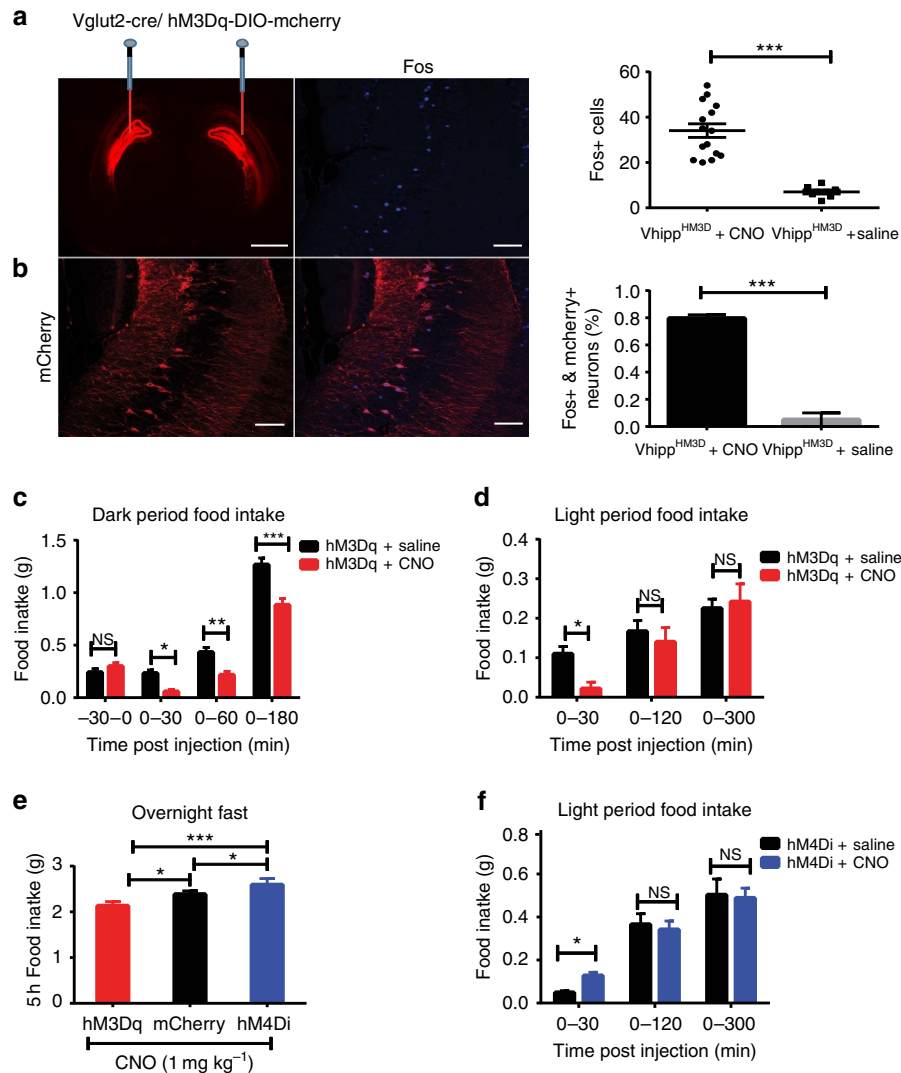 a
Vglut2-cre/ hM3Dq-DIO-mcherry
Fos
***
60
40
20
0
Fos+ cells
Vhipp^HM3D + CNO Vhipp^HM3D +saline
b
mCherry
***
1.0
0.8
0.6
0.4
0.2
0.0
Fos+ & mcherry+
neurons (%)
Vhipp^HM3D + CNO Vhipp^HM3D + saline
c
Dark period food intake
hM3Dq + saline
hM3Dq + CNO
1.5
1.0
0.5
0.0
Food inatke (g)
NS
*
**
***
–30–0 0–30 0–60 0–180
Time post injection (min)
d
Light period food intake
hM3Dq + saline
hM3Dq + CNO
0.4
0.3
0.2
0.1
0.0
Food inatke (g)
*
NS
NS
0–30 0–120 0–300
Time post injection (min)
e
Overnight fast
***
*
*
3
2
1
0
5 h Food inatke (g)
hM3Dq mCherry hM4Di
CNO (1 mg kg⁻¹)
f
Light period food intake
hM4Di + saline
hM4Di + CNO
0.8
0.6
0.4
0.2
0.0
Food inatke (g)
*
NS
NS
0–30 0–120 0–300
Time post injection (min)